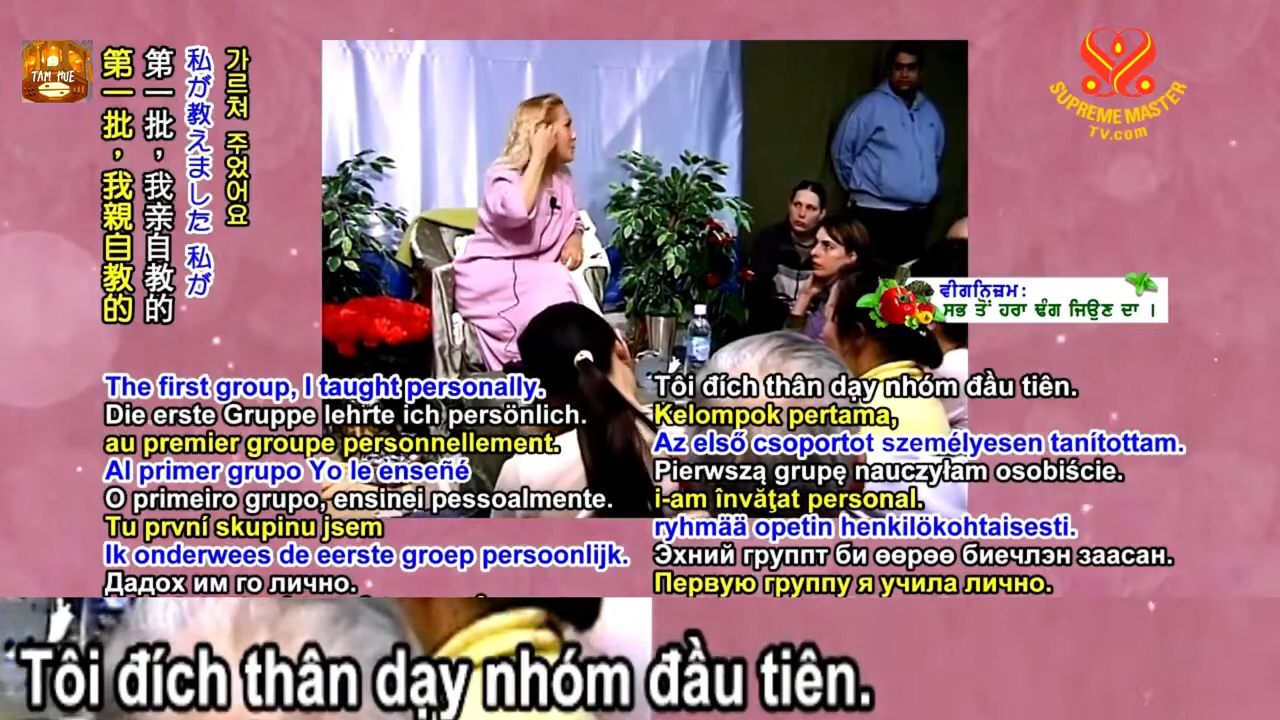 TAM HUE
第一批，我親自教的
第一批，我亲自教的
私が教えました 私が
가르쳐 주었어요
SUPREME MASTER
TV.com
ਵੀਗਨਿਜ਼ਮ:
ਸਭ ਤੋਂ ਹਰਾ ਢੰਗ ਜਿਉਣ ਦਾ ।
The first group, I taught personally.
Die erste Gruppe lehrte ich persönlich.
au premier groupe personnellement.
Al primer grupo Yo le enseñé
O primeiro grupo, ensinei pessoalmente.
Tu první skupinu jsem
Ik onderwees de eerste groep persoonlijk.
Дадох им го лично.
Tôi đích thân dạy nhóm đầu tiên.
Kelompok pertama,
Az első csoportot személyesen tanítottam.
Pierwszą grupę nauczyłam osobiście.
i-am învăţat personal.
ryhmää opetin henkilökohtaisesti.
Эхний группт би өөрөө биечлэн заасан.
Первую группу я учила лично.
Tôi đích thân dạy nhóm đầu tiên.